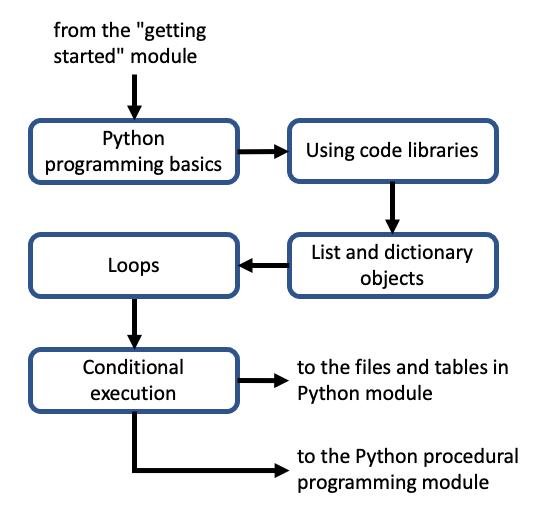 from the "getting
started" module
Python
programming basics
Using code libraries
List and dictionary
objects
Loops
Conditional
execution
to the files and tables in
Python module
to the Python procedural
programming module